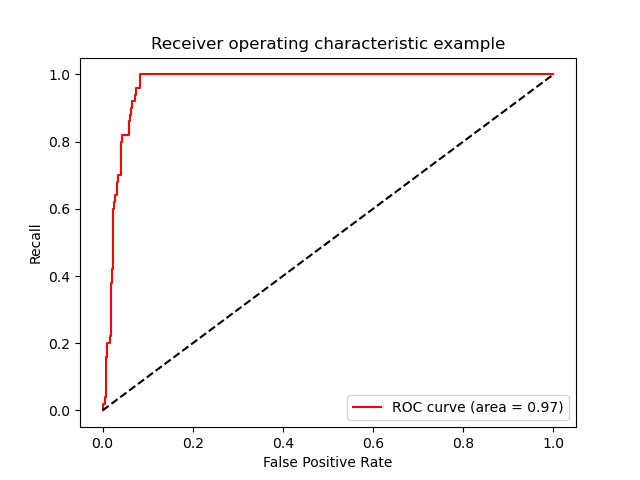 Receiver operating characteristic example
1.0
0.8
0.6
0.4
0.2
0.0
Recall
0.0 0.2 0.4 0.6 0.8 1.0
False Positive Rate
ROC curve (area = 0.97)